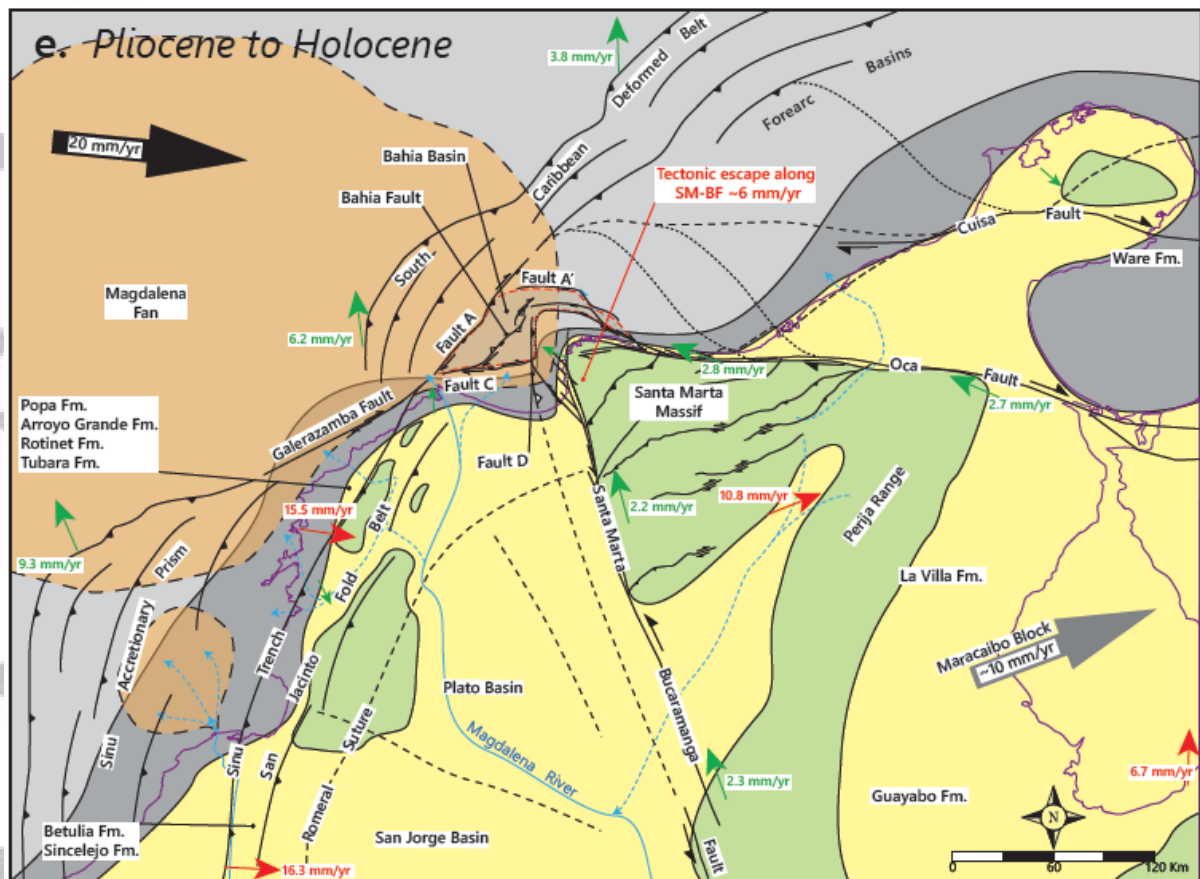 e. Pliocene to Holocene
3.8 mm/yr
South Caribbean Deformed Belt
Forearc Basins
20 mm/yr
Bahia Basin
Bahia Fault
Tectonic escape along
SM-BF ~6 mm/yr
Cuisa Fault
Ware Fm.
Magdalena
Fan
Fault A'
Fault A
6.2 mm/yr
2.8 mm/yr
Oca Fault
2.7 mm/yr
Fault C
Santa Marta
Massif
Galerazamba Fault
Popa Fm.
Arroyo Grande Fm.
Rotinet Fm.
Tubara Fm.
Fault D
15.5 mm/yr
10.8 mm/yr
2.2 mm/yr
9.3 mm/yr
Perija Range
La Villa Fm.
Santa Marta Bucaramanga Fault
Sinu Accretionary Prism
Sinu Trench
San Jacinto Fold Belt
Romeral Suture
Plato Basin
Magdalena River
Maracaibo Block
~10 mm/yr
2.3 mm/yr
6.7 mm/yr
Guayabo Fm.
N
Betulia Fm.
Sincelejo Fm.
San Jorge Basin
16.3 mm/yr
0 60 120 Km